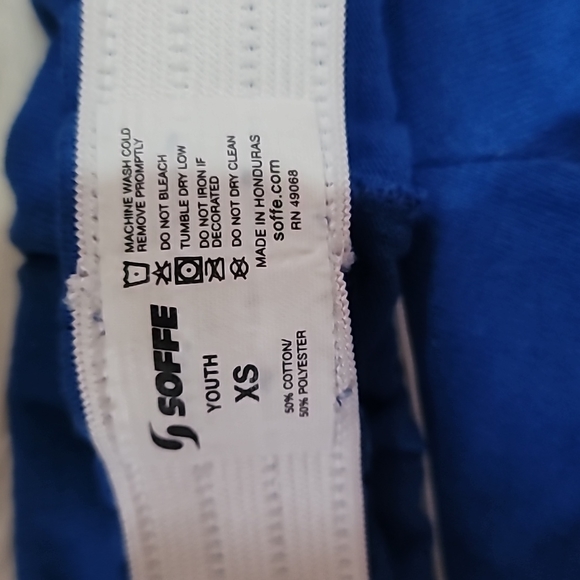 SOFFE
YOUTH
XS
50% COTTON/
50% POLYESTER
MACHINE WASH COLD
REMOVE PROMPTLY
DO NOT BLEACH
TUMBLE DRY LOW
DO NOT IRON IF
DECORATED
DO NOT DRY CLEAN
MADE IN HONDURAS
soffe.com
RN 49068